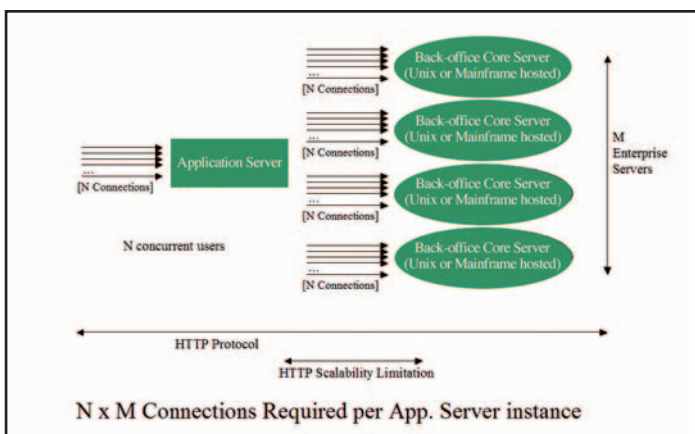 Back-office Core Server
(Unix or Mainframe hosted)
...
[N Connections]
Back-office Core Server
(Unix or Mainframe hosted)
...
[N Connections]
M
Enterprise
Servers
Application Server
...
[N Connections]
Back-office Core Server
(Unix or Mainframe hosted)
...
[N Connections]
N concurrent users
Back-office Core Server
(Unix or Mainframe hosted)
...
[N Connections]
HTTP Protocol
HTTP Scalability Limitation
N x M Connections Required per App. Server instance